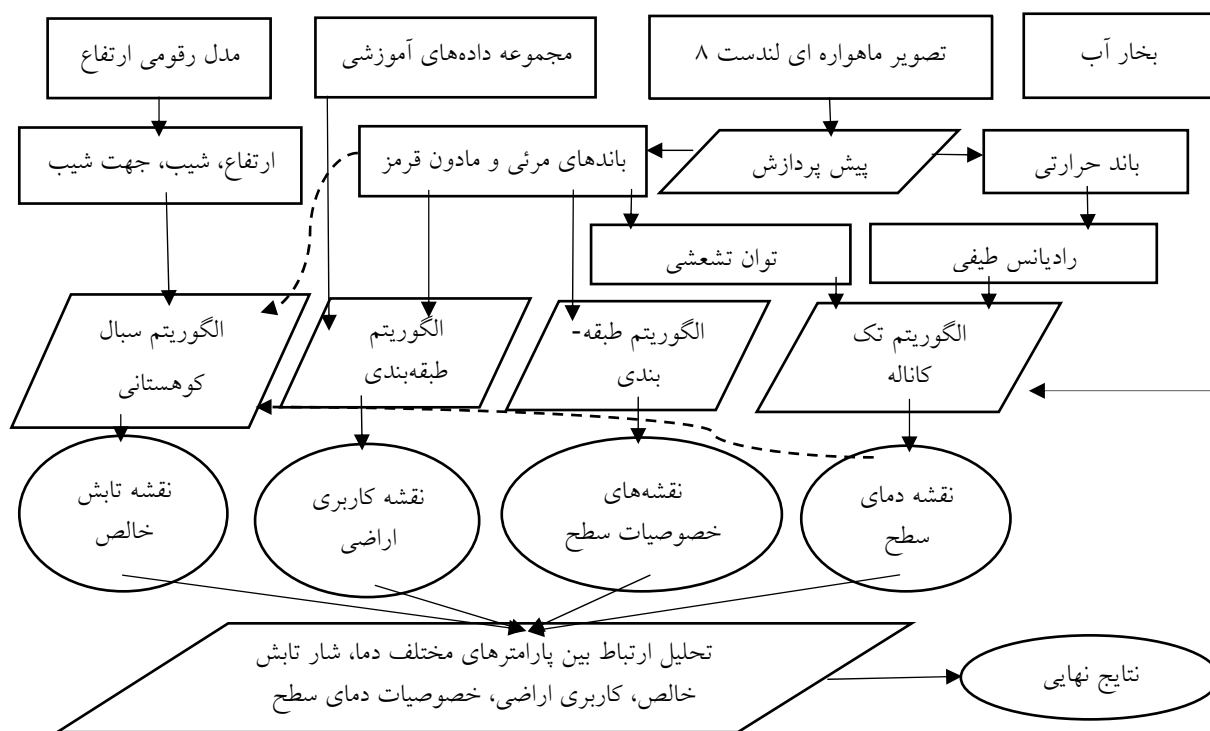 بخار آب
تصویر ماهواره ای لندست ۸
مجموعه داده‌های آموزشی
مدل رقومی ارتفاع
باند حرارتی
پیش پردازش
باندهای مرئی و مادون قرمز
ارتفاع، شیب، جهت شیب
رادیانس طیفی
توان تشعشی
الگوریتم تک
کاناله
الگوریتم طبقه-
بندی
الگوریتم
طبقه‌بندی
الگوریتم سبال
کوهستانی
نقشه دمای
سطح
نقشه‌های
خصوصیات سطح
نقشه کاربری
اراضی
نقشه تابش
خالص
تحلیل ارتباط بین پارامترهای مختلف دما، شار تابش
خالص، کاربری اراضی، خصوصیات دمای سطح
نتایج نهایی